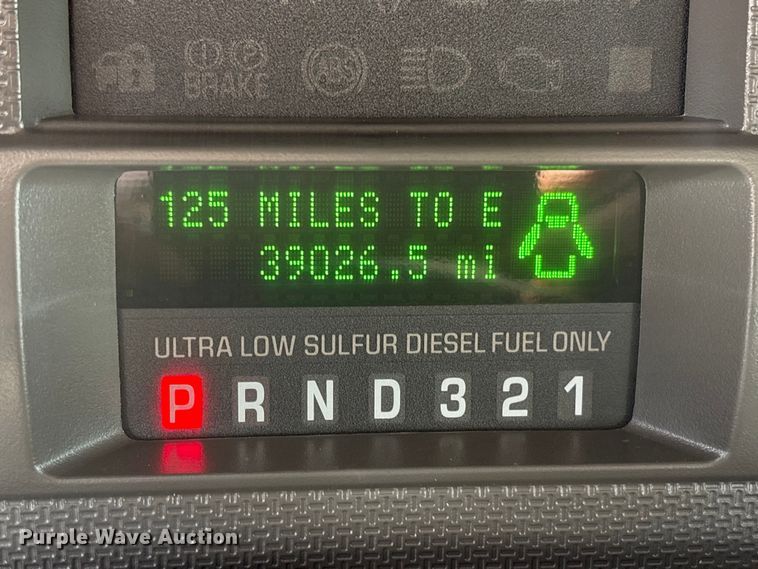 BRAKE
ABS
125 MILES TO E
39026.5 mi
ULTRA LOW SULFUR DIESEL FUEL ONLY
P R N D 3 2 1
Purple Wave Auction